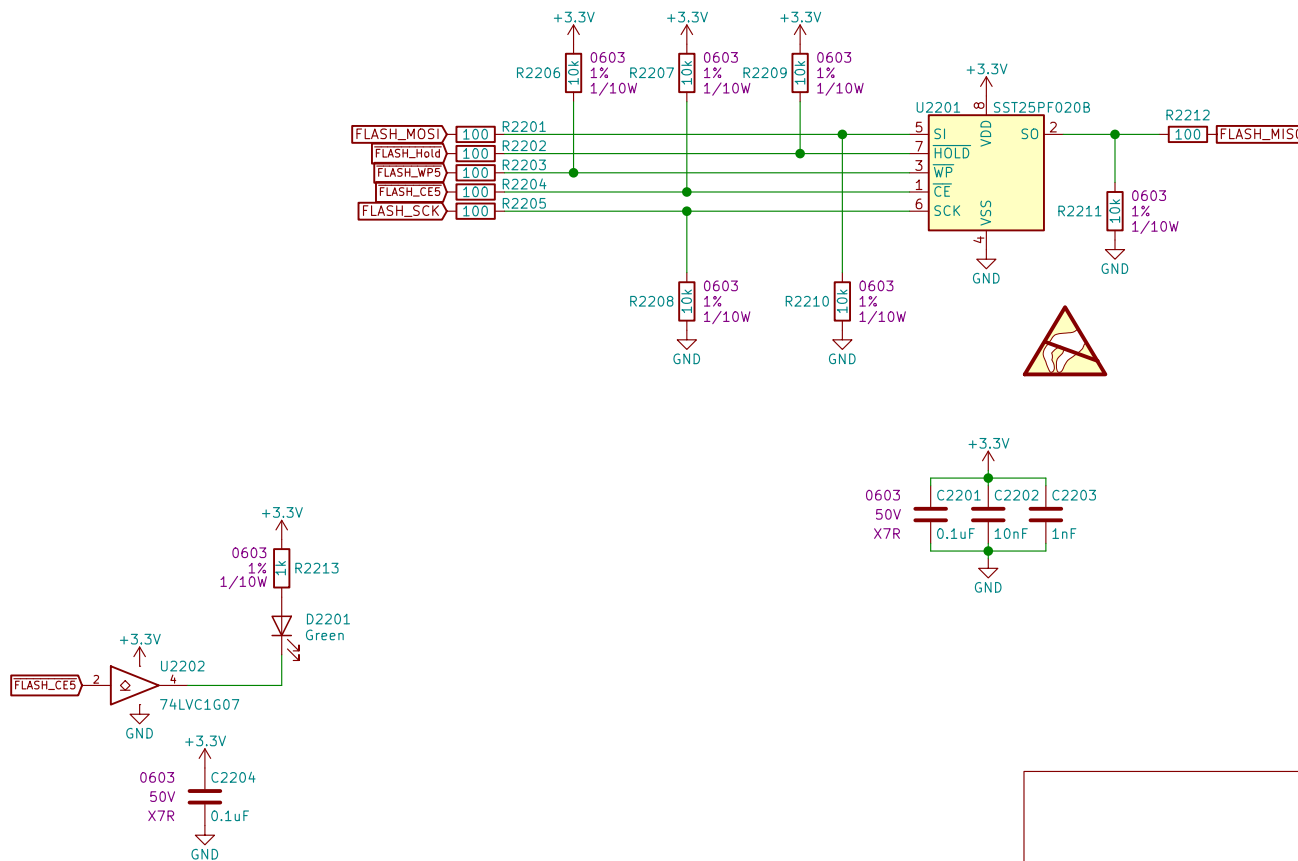 +3.3V
+3.3V
+3.3V
R2206
10k
0603
1%
1/10W
R2207
10k
0603
1%
1/10W
R2209
10k
0603
1%
1/10W
+3.3V
U2201
SST25PF020B
8
VDD
5 SI
7 HOLD
3 WP
1 CE
6 SCK
SO 2
VSS
4
GND
FLASH_MOSI 100 R2201
FLASH_Hold 100 R2202
FLASH_WP5 100 R2203
FLASH_CE5 100 R2204
FLASH_SCK 100 R2205
R2212
100
FLASH_MISO
R2211
10k
0603
1%
1/10W
GND
R2208
10k
0603
1%
1/10W
GND
R2210
10k
0603
1%
1/10W
GND
+3.3V
0603
50V
X7R
C2201
0.1uF
C2202
10nF
C2203
1nF
GND
+3.3V
0603
1%
1/10W
1k
R2213
D2201
Green
+3.3V
U2202
FLASH_CE5
2
4
74LVC1G07
GND
+3.3V
0603
50V
X7R
C2204
0.1uF
GND